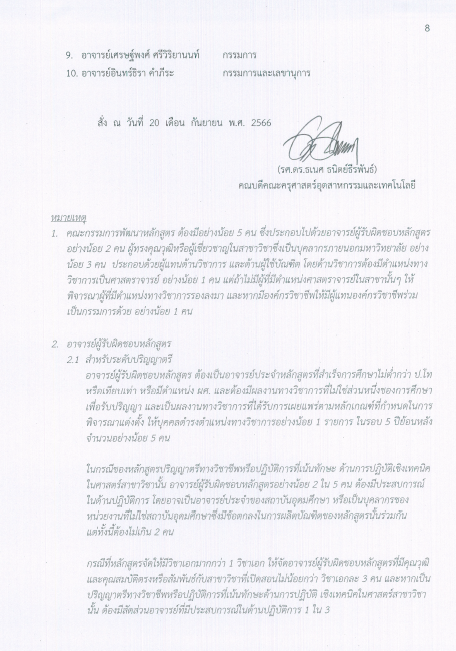 8
9. อาจารย์เศรษฐ์พงศ์ ศรีวิริยานนท์ กรรมการ
10. อาจารย์อินทร์ธิรา คำภีระ กรรมการและเลขานุการ
สั่ง ณ วันที่ 20 เดือน กันยายน พ.ศ. 2566
(รศ.ดร.ธเนศ ธนิตย์ธีรพันธ์)
คณบดีคณะครุศาสตร์อุตสาหกรรมและเทคโนโลยี
หมายเหตุ
1. คณะกรรมการพัฒนาหลักสูตร ต้องมีอย่างน้อย 5 คน ซึ่งประกอบไปด้วยอาจารย์ผู้รับผิดชอบหลักสูตร
อย่างน้อย 2 คน ผู้ทรงคุณวุฒิหรือผู้เชี่ยวชาญในสาขาวิชาซึ่งเป็นบุคลากรภายนอกมหาวิทยาลัย อย่าง
น้อย 3 คน ประกอบด้วยผู้แทนด้านวิชาการ และด้านผู้ใช้บัณฑิต โดยด้านวิชาการต้องมีตำแหน่งทาง
วิชาการเป็นศาสตราจารย์ อย่างน้อย 1 คน แต่ถ้าไม่มีผู้ที่มีตำแหน่งศาสตราจารย์ในสาขานั้นๆ ให้
พิจารณาผู้ที่มีตำแหน่งทางวิชาการรองลงมา และหากมีองค์กรวิชาชีพให้มีผู้แทนองค์กรวิชาชีพร่วม
เป็นกรรมการด้วย อย่างน้อย 1 คน
2. อาจารย์ผู้รับผิดชอบหลักสูตร
2.1 สำหรับระดับปริญญาตรี
อาจารย์ผู้รับผิดชอบหลักสูตร ต้องเป็นอาจารย์ประจำหลักสูตรที่สำเร็จการศึกษาไม่ต่ำกว่า ป.โท
หรือเทียบเท่า หรือมีตำแหน่ง ผศ. และต้องมีผลงานทางวิชาการที่ไม่ใช่ส่วนหนึ่งของการศึกษา
เพื่อรับปริญญา และเป็นผลงานทางวิชาการที่ได้รับการเผยแพร่ตามหลักเกณฑ์ที่กำหนดในการ
พิจารณาแต่งตั้ง ให้บุคคลดำรงตำแหน่งทางวิชาการอย่างน้อย 1 รายการ ในรอบ 5 ปีย้อนหลัง
จำนวนอย่างน้อย 5 คน
ในกรณีของหลักสูตรปริญญาตรีทางวิชาชีพหรือปฏิบัติการที่เน้นทักษะ ด้านการปฏิบัติเชิงเทคนิค
ในศาสตร์สาขาวิชานั้น อาจารย์ผู้รับผิดชอบหลักสูตรอย่างน้อย 2 ใน 5 คน ต้องมีประสบการณ์
ในด้านปฏิบัติการ โดยอาจเป็นอาจารย์ประจำของสถาบันอุดมศึกษา หรือเป็นบุคลากรของ
หน่วยงานที่ไม่ใช่สถาบันอุดมศึกษาซึ่งมีข้อตกลงในการผลิตบัณฑิตของหลักสูตรนั้นร่วมกัน
แต่ทั้งนี้ต้องไม่เกิน 2 คน
กรณีที่หลักสูตรจัดให้มีวิชาเอกมากกว่า 1 วิชาเอก ให้จัดอาจารย์ผู้รับผิดชอบหลักสูตรที่มีคุณวุฒิ
และคุณสมบัติตรงหรือสัมพันธ์กับสาขาวิชาที่เปิดสอนไม่น้อยกว่า วิชาเอกละ 3 คน และหากเป็น
ปริญญาตรีทางวิชาชีพหรือปฏิบัติการที่เน้นทักษะด้านการปฏิบัติ เชิงเทคนิคในศาสตร์สาขาวิชา
นั้น ต้องมีสัดส่วนอาจารย์ที่มีประสบการณ์ในด้านปฏิบัติการ 1 ใน 3